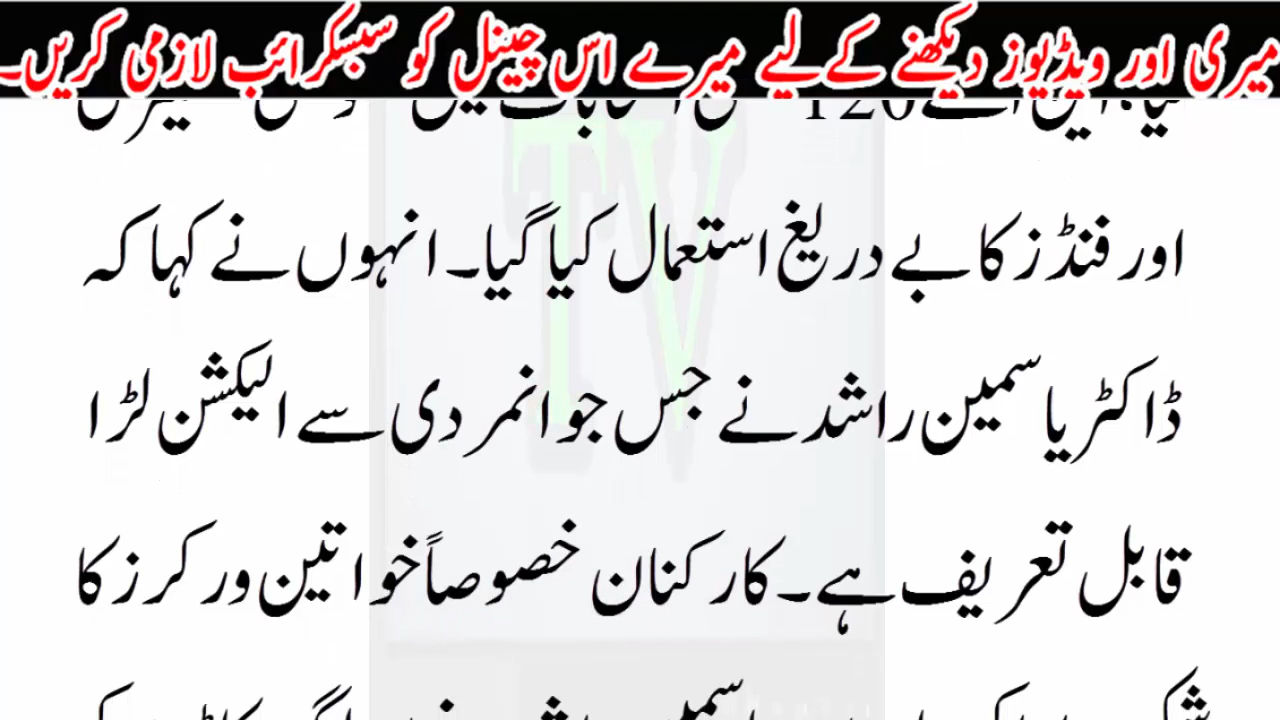 میری اور ویڈیوز دیکھنے کے لیے میرے اس چینل کو سبسکرائب لازمی کریں۔
120
اور فنڈز کا بے دریغ استعمال کیا گیا۔ انہوں نے کہا کہ
ڈاکٹر یاسمین راشد نے جس جوانمردی سے الیکشن لڑا
قابل تعریف ہے۔ کارکنان خصوصاً خواتین ورکرز کا
TV